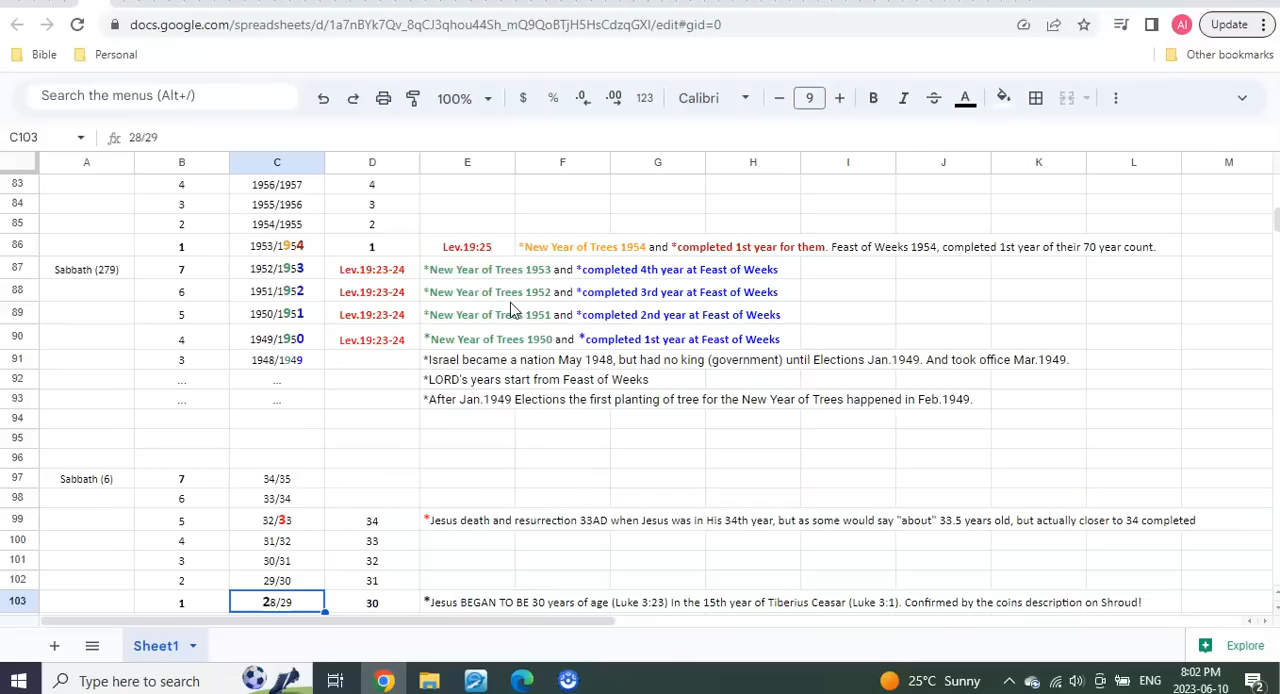 docs.google.com/spreadsheets/d/1a7nBYk7Qv_8qCJ3qhou44Sh_mQ9QoBTjH5HsCdzqGXI/edit#gid=0 AI Update
Bible Personal Other bookmarks
Search the menus (Alt+/) 100% $ % .0 .00 123 Calibri 9 B I A
C103 fx 28/29
A B C D E F G H I J K L M
83 4 1956/1957 4
84 3 1955/1956 3
85 2 1954/1955 2
86 1 1953/1954 1 Lev.19:25 *New Year of Trees 1954 and *completed 1st year for them. Feast of Weeks 1954, completed 1st year of their 70 year count.
87 Sabbath (279) 7 1952/1953 Lev.19:23-24 *New Year of Trees 1953 and *completed 4th year at Feast of Weeks
88 6 1951/1952 Lev.19:23-24 *New Year of Trees 1952 and *completed 3rd year at Feast of Weeks
89 5 1950/1951 Lev.19:23-24 *New Year of Trees 1951 and *completed 2nd year at Feast of Weeks
90 4 1949/1950 Lev.19:23-24 *New Year of Trees 1950 and *completed 1st year at Feast of Weeks
91 3 1948/1949 *Israel became a nation May 1948, but had no king (government) until Elections Jan.1949. And took office Mar.1949.
92 ... ... *LORD's years start from Feast of Weeks
93 ... ... *After Jan.1949 Elections the first planting of tree for the New Year of Trees happened in Feb.1949.
94
95
96
97 Sabbath (6) 7 34/35
98 6 33/34
99 5 32/33 34 *Jesus death and resurrection 33AD when Jesus was in His 34th year, but as some would say "about" 33.5 years old, but actually closer to 34 completed
100 4 31/32 33
101 3 30/31 32
102 2 29/30 31
103 1 28/29 30 *Jesus BEGAN TO BE 30 years of age (Luke 3:23) In the 15th year of Tiberius Ceasar (Luke 3:1). Confirmed by the coins description on Shroud!
Sheet1 Explore
Type here to search 25°C Sunny ENG 8:02 PM
2023-06-10 2